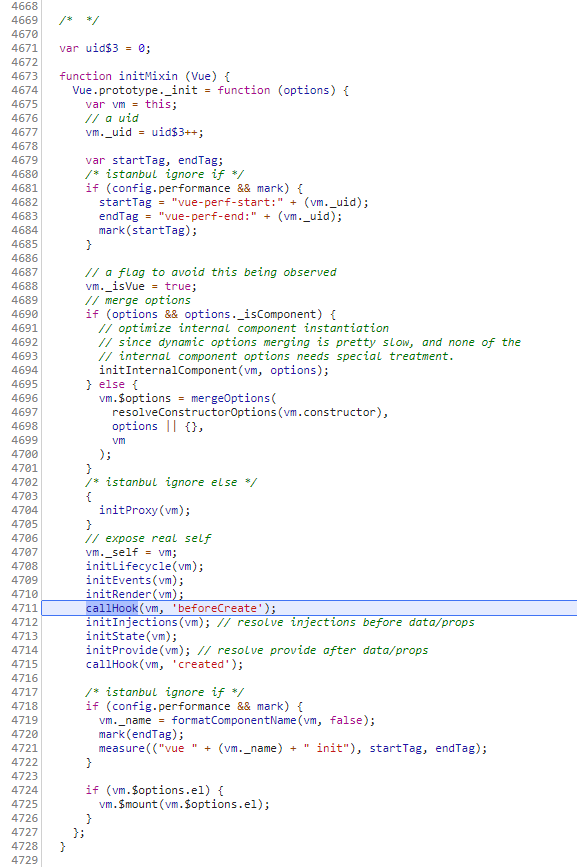 4668
4669 /*  */
4670
4671 var uid$3 = 0;
4672
4673 function initMixin (Vue) {
4674   Vue.prototype._init = function (options) {
4675     var vm = this;
4676     // a uid
4677     vm._uid = uid$3++;
4678
4679     var startTag, endTag;
4680     /* istanbul ignore if */
4681     if (config.performance && mark) {
4682       startTag = "vue-perf-start:" + (vm._uid);
4683       endTag = "vue-perf-end:" + (vm._uid);
4684       mark(startTag);
4685     }
4686
4687     // a flag to avoid this being observed
4688     vm._isVue = true;
4689     // merge options
4690     if (options && options._isComponent) {
4691       // optimize internal component instantiation
4692       // since dynamic options merging is pretty slow, and none of the
4693       // internal component options needs special treatment.
4694       initInternalComponent(vm, options);
4695     } else {
4696       vm.$options = mergeOptions(
4697         resolveConstructorOptions(vm.constructor),
4698         options || {},
4699         vm
4700       );
4701     }
4702     /* istanbul ignore else */
4703     {
4704       initProxy(vm);
4705     }
4706     // expose real self
4707     vm._self = vm;
4708     initLifecycle(vm);
4709     initEvents(vm);
4710     initRender(vm);
4711     callHook(vm, 'beforeCreate');
4712     initInjections(vm); // resolve injections before data/props
4713     initState(vm);
4714     initProvide(vm); // resolve provide after data/props
4715     callHook(vm, 'created');
4716
4717     /* istanbul ignore if */
4718     if (config.performance && mark) {
4719       vm._name = formatComponentName(vm, false);
4720       mark(endTag);
4721       measure(("vue " + (vm._name) + " init"), startTag, endTag);
4722     }
4723
4724     if (vm.$options.el) {
4725       vm.$mount(vm.$options.el);
4726     }
4727   };
4728 }
4729